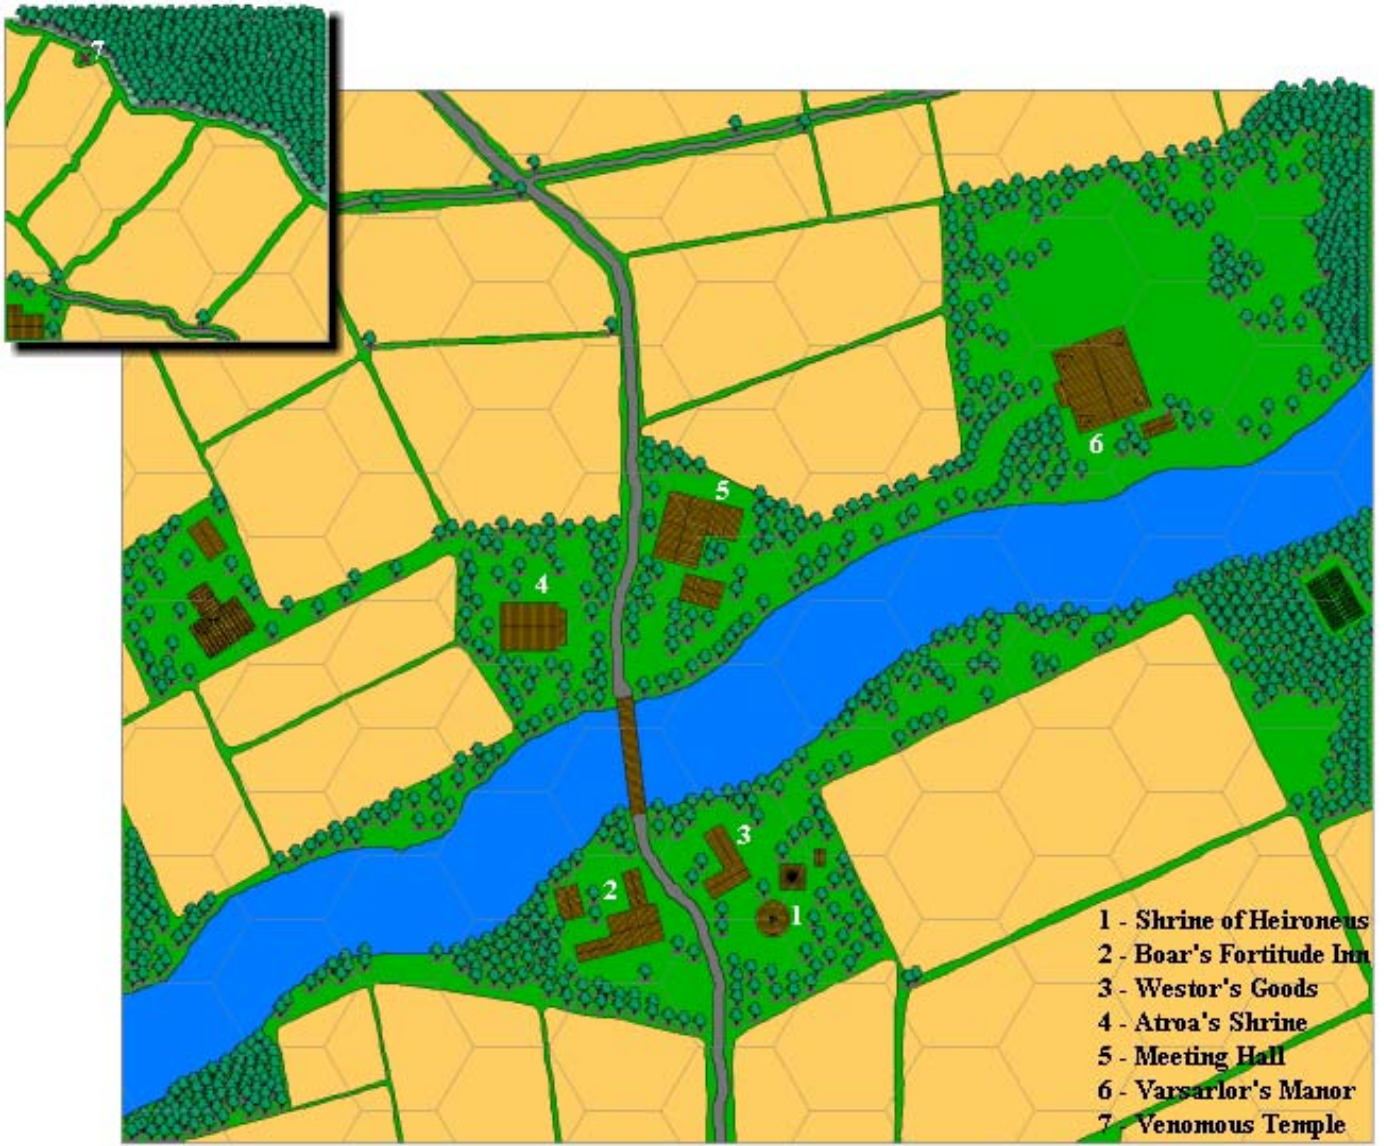 7
6
5
4
3
2
1
1 - Shrine of Heironeus
2 - Boar's Fortitude Inn
3 - Westor's Goods
4 - Atroa's Shrine
5 - Meeting Hall
6 - Varsarlor's Manor
7 - Venomous Temple